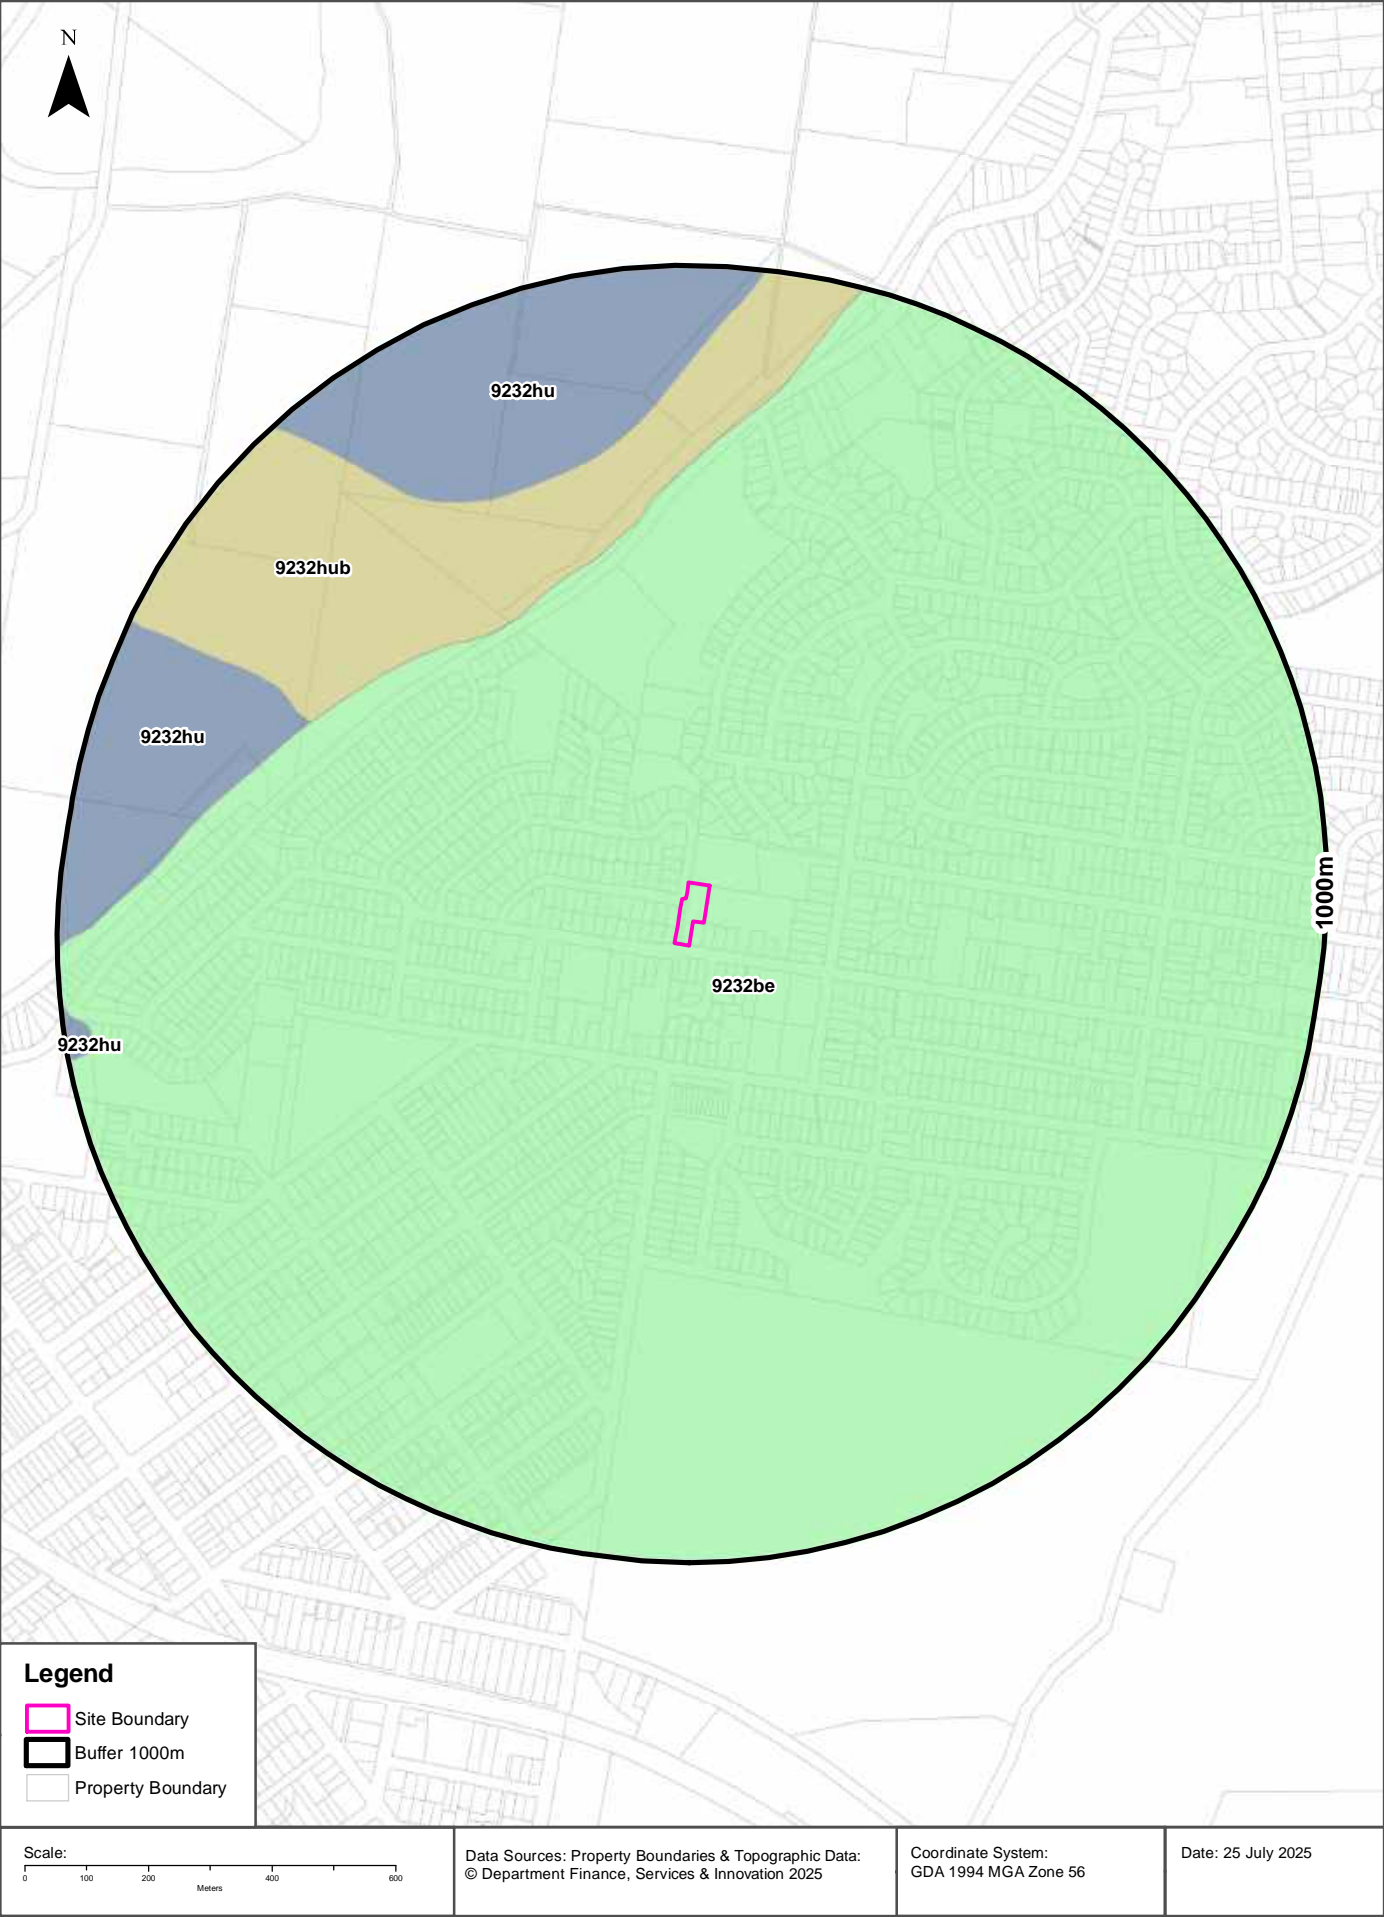 N
9232hu
9232hub
9232hu
1000m
9232be
9232hu
Legend
Site Boundary
Buffer 1000m
Property Boundary
Scale:
0 100 200 400 600
Meters
Data Sources: Property Boundaries & Topographic Data:
© Department Finance, Services & Innovation 2025
Coordinate System:
GDA 1994 MGA Zone 56
Date: 25 July 2025